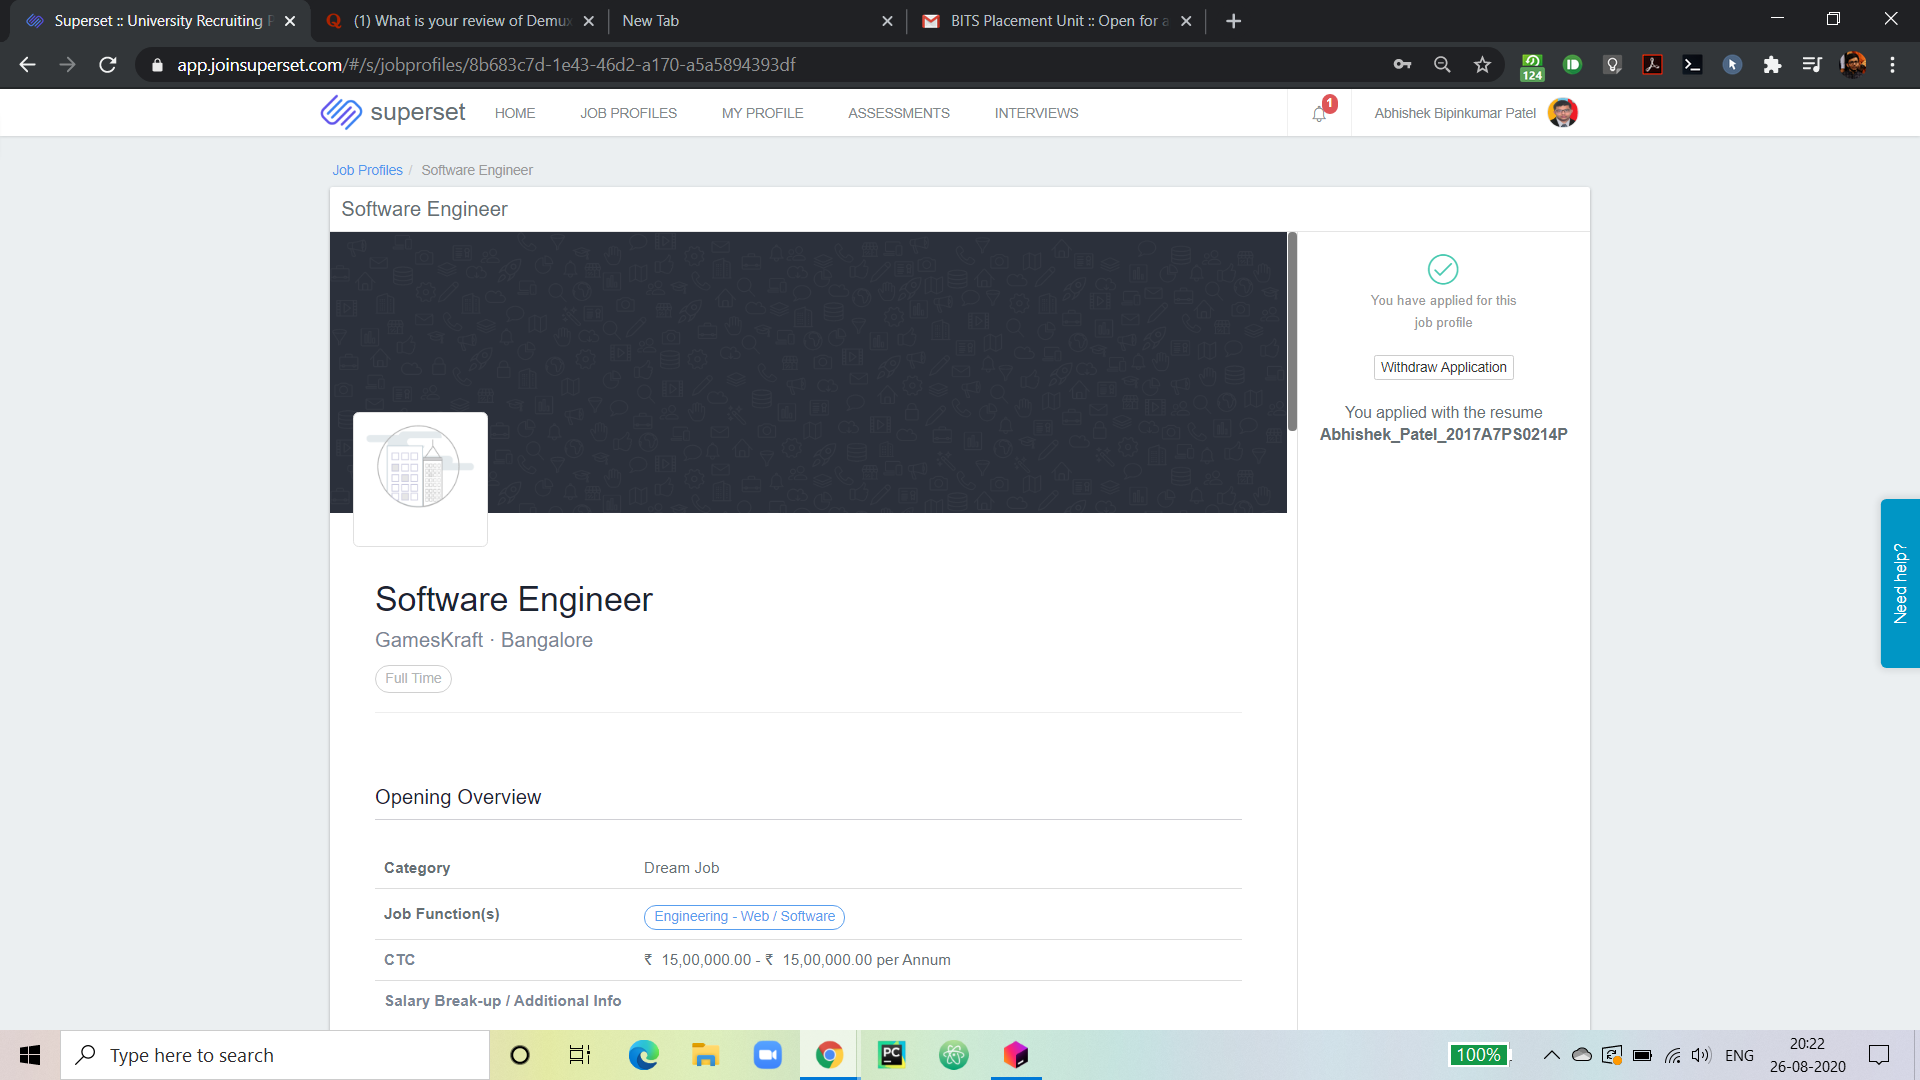 Superset :: University Recruiting P
(1) What is your review of Demux
New Tab
BITS Placement Unit :: Open for a
app.joinsuperset.com/#/s/jobprofiles/8b683c7d-1e43-46d2-a170-a5a5894393df
124
superset
HOME
JOB PROFILES
MY PROFILE
ASSESSMENTS
INTERVIEWS
1
Abhishek Bipinkumar Patel
Job Profiles / Software Engineer
Software Engineer
You have applied for this
job profile
Withdraw Application
You applied with the resume
Abhishek_Patel_2017A7PS0214P
Need help?
Software Engineer
GamesKraft · Bangalore
Full Time
Opening Overview
Category Dream Job
Job Function(s) Engineering - Web / Software
CTC ₹ 15,00,000.00 - ₹ 15,00,000.00 per Annum
Salary Break-up / Additional Info
Type here to search
PC
100%
ENG
20:22
26-08-2020